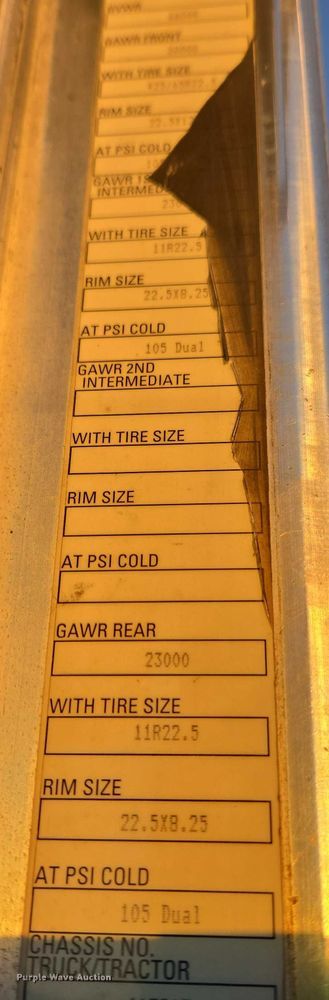 GVWR
GAWR FRONT
20000
WITH TIRE SIZE
RIM SIZE
AT PSI COLD
GAWR
INTERMED
WITH TIRE SIZE
11R22.5
RIM SIZE
22.5X8.25
AT PSI COLD
105 Dual
GAWR 2ND
INTERMEDIATE
WITH TIRE SIZE
RIM SIZE
AT PSI COLD
GAWR REAR
23000
WITH TIRE SIZE
11R22.5
RIM SIZE
22.5X8.25
AT PSI COLD
105 Dual
CHASSIS NO.
TRUCK/TRACTOR
Purple Wave Auction